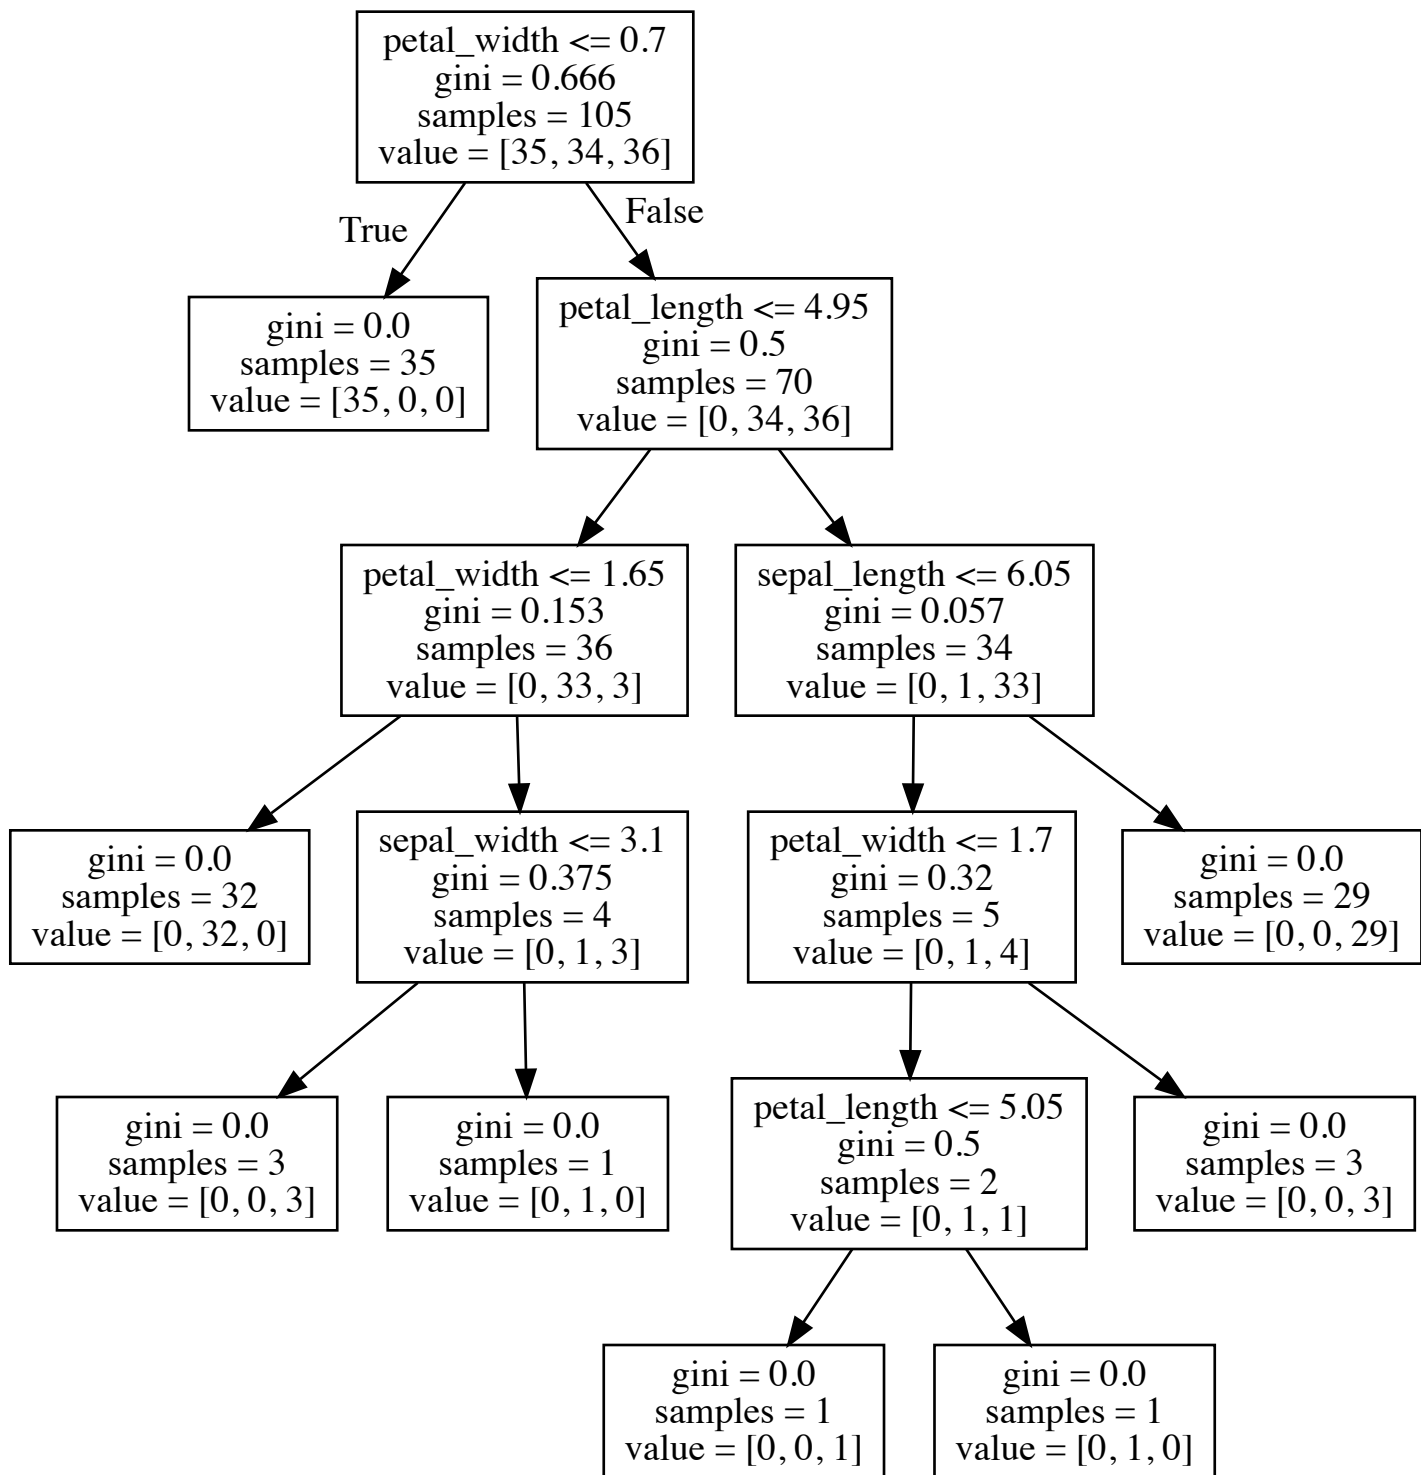 petal_width <= 0.7
gini = 0.666
samples = 105
value = [35, 34, 36]
True
False
gini = 0.0
samples = 35
value = [35, 0, 0]
petal_length <= 4.95
gini = 0.5
samples = 70
value = [0, 34, 36]
petal_width <= 1.65
gini = 0.153
samples = 36
value = [0, 33, 3]
sepal_length <= 6.05
gini = 0.057
samples = 34
value = [0, 1, 33]
gini = 0.0
samples = 32
value = [0, 32, 0]
sepal_width <= 3.1
gini = 0.375
samples = 4
value = [0, 1, 3]
petal_width <= 1.7
gini = 0.32
samples = 5
value = [0, 1, 4]
gini = 0.0
samples = 29
value = [0, 0, 29]
gini = 0.0
samples = 3
value = [0, 0, 3]
gini = 0.0
samples = 1
value = [0, 1, 0]
petal_length <= 5.05
gini = 0.5
samples = 2
value = [0, 1, 1]
gini = 0.0
samples = 3
value = [0, 0, 3]
gini = 0.0
samples = 1
value = [0, 0, 1]
gini = 0.0
samples = 1
value = [0, 1, 0]